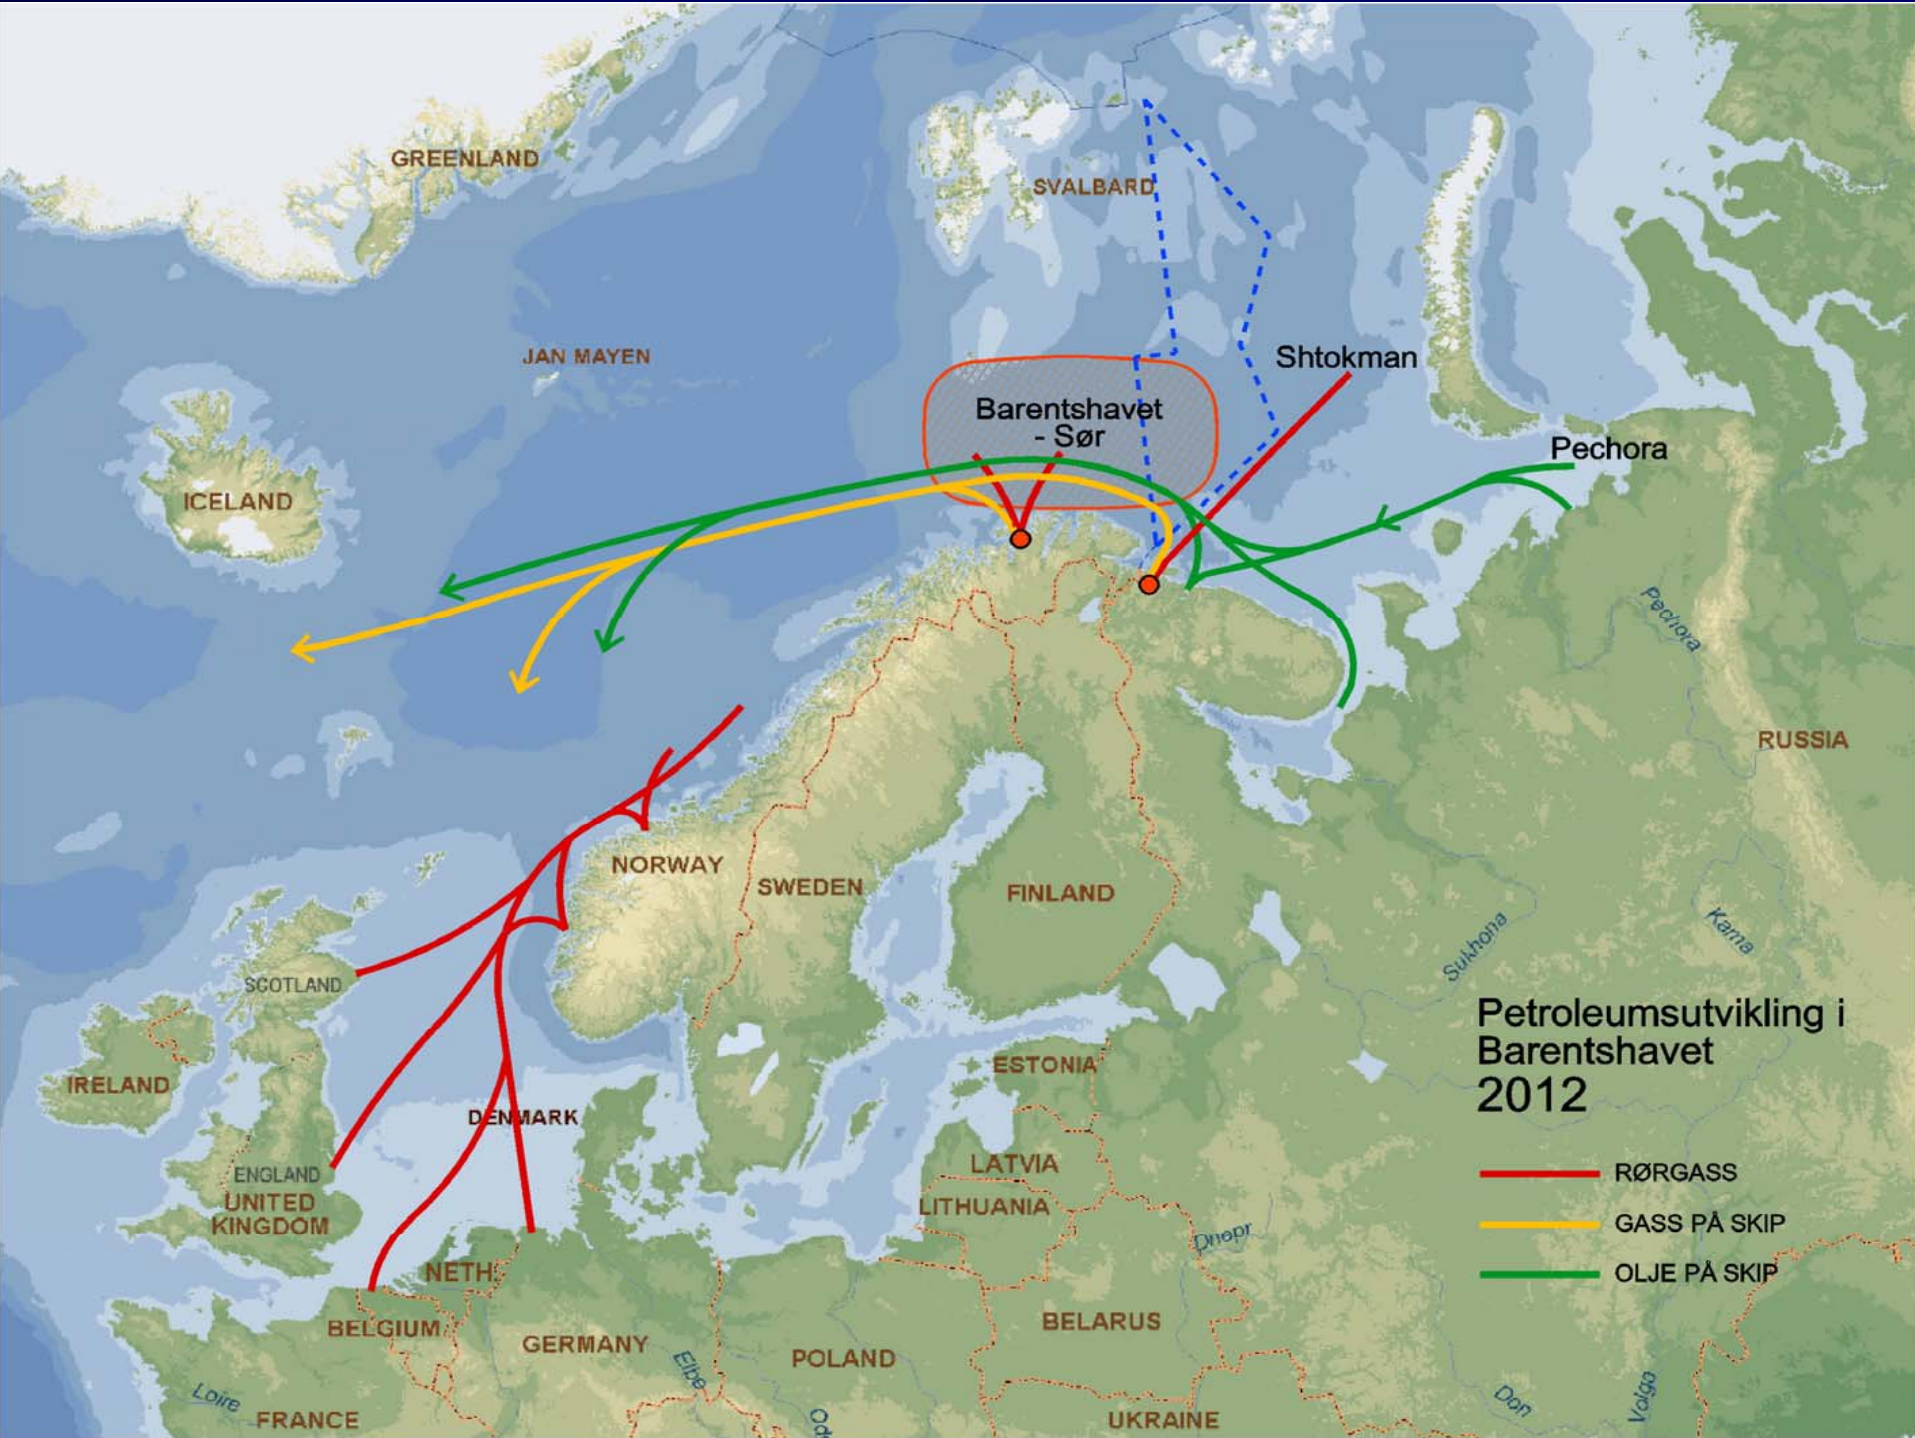 GREENLAND
SVALBARD
JAN MAYEN
Shtokman
Barentshavet
- Sør
Pechora
ICELAND
Pechora
RUSSIA
NORWAY
SWEDEN
FINLAND
Sukhona
Kama
SCOTLAND
Petroleumsutvikling i
Barentshavet
2012
IRELAND
ESTONIA
DENMARK
ENGLAND
LATVIA
RØRGASS
UNITED
KINGDOM
LITHUANIA
GASS PÅ SKIP
Dnepr
NETH.
OLJE PÅ SKIP
BELGIUM
GERMANY
BELARUS
POLAND
Elbe
Loire
Don
Volga
FRANCE
UKRAINE